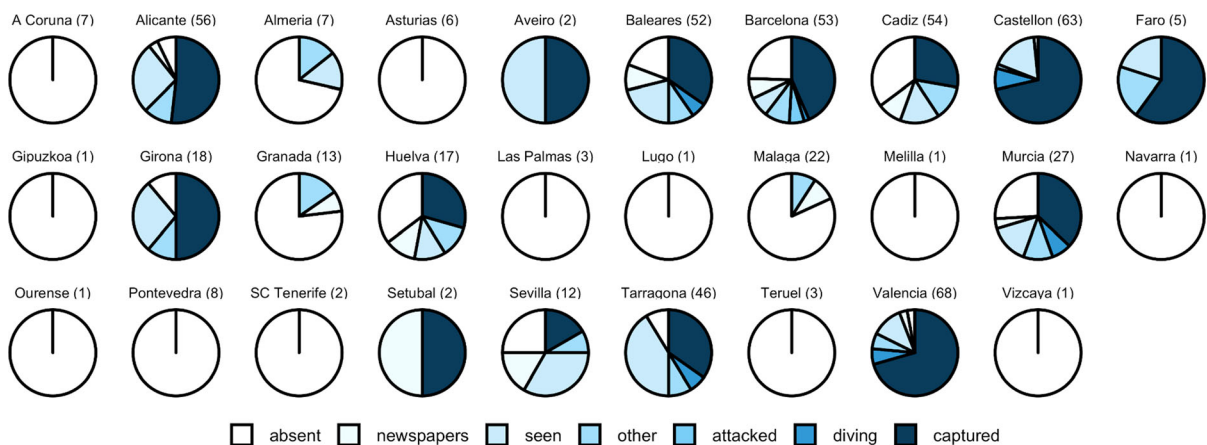 A Coruna (7) Alicante (56) Almeria (7) Asturias (6) Aveiro (2) Baleares (52) Barcelona (53) Cadiz (54) Castellon (63) Faro (5)
Gipuzkoa (1) Girona (18) Granada (13) Huelva (17) Las Palmas (3) Lugo (1) Malaga (22) Melilla (1) Murcia (27) Navarra (1)
Ourense (1) Pontevedra (8) SC Tenerife (2) Setubal (2) Sevilla (12) Tarragona (46) Teruel (3) Valencia (68) Vizcaya (1)
absent newspapers seen other attacked diving captured